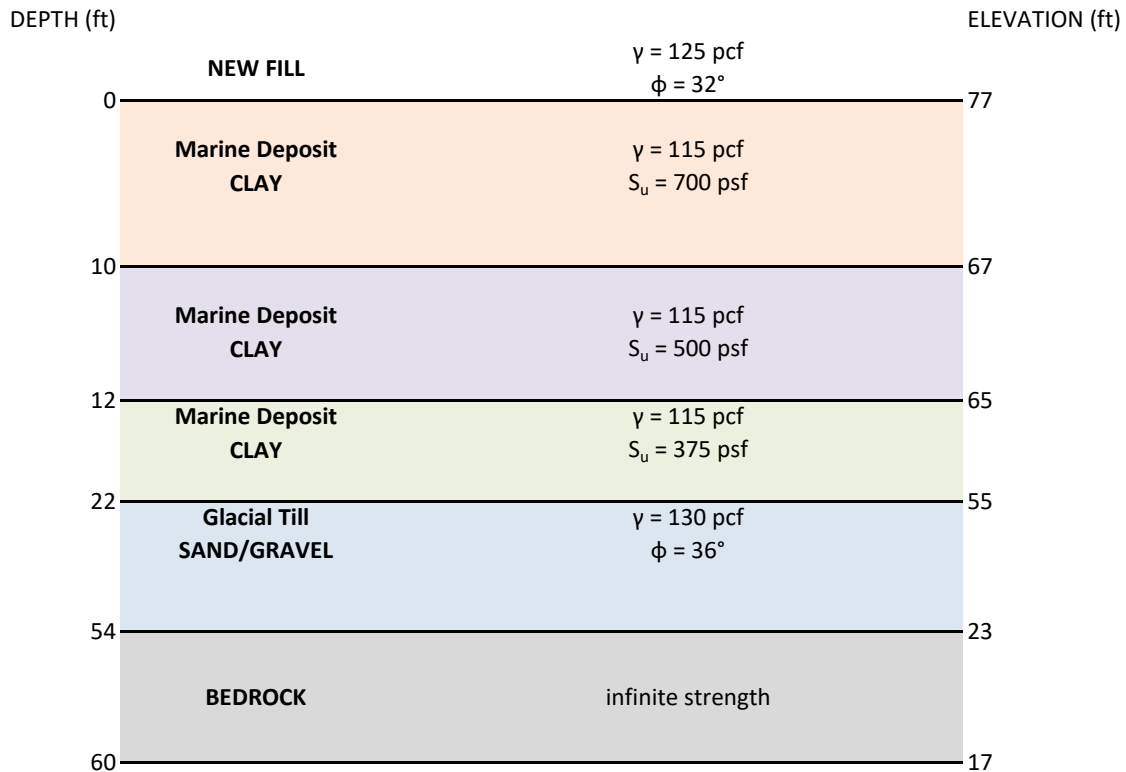 DEPTH (ft)
ELEVATION (ft)
NEW FILL
γ = 125 pcf
ϕ = 32°
0
77
Marine Deposit
CLAY
γ = 115 pcf
Sᵤ = 700 psf
10
67
Marine Deposit
CLAY
γ = 115 pcf
Sᵤ = 500 psf
12
65
Marine Deposit
CLAY
γ = 115 pcf
Sᵤ = 375 psf
22
55
Glacial Till
SAND/GRAVEL
γ = 130 pcf
ϕ = 36°
54
23
BEDROCK
infinite strength
60
17